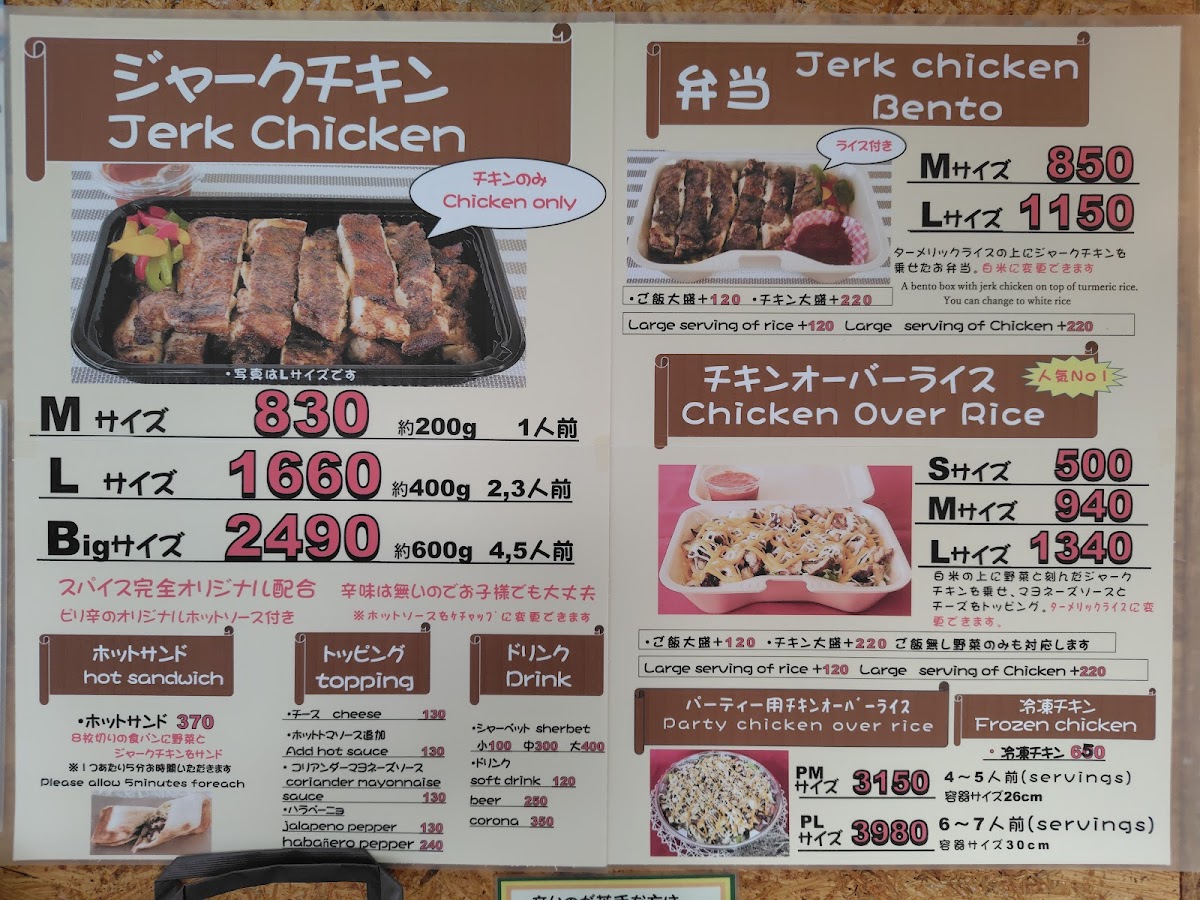 ジャークチキン
Jerk Chicken
チキンのみ
Chicken only
・写真はLサイズです
M サイズ 830 約200g 1人前
L サイズ 1660 約400g 2,3人前
Bigサイズ 2490 約600g 4,5人前
スパイス完全オリジナル配合 辛味は無いのでお子様でも大丈夫
ピリ辛のオリジナルホットソース付き ※ホットソースもケチャップに変更できます
ホットサンド
hot sandwich
・ホットサンド 370
8枚切りの食パンに野菜と
ジャークチキンをサンド
※1つあたり5分お時間いただきます
Please allow 5minutes foreach
トッピング
topping
・チーズ cheese 130
・ホットトマソース追加
Add hot sauce 130
・コリアンダーマヨネーズソース
coriander mayonnaise
sauce 130
・ハラペーニョ
jalapeno pepper 130
habañero pepper 240
ドリンク
Drink
・シャーベット sherbet
小100 中300 大400
・ドリンク
soft drink 120
beer 250
corona 350
弁当 Jerk chicken
Bento
ライス付き
Mサイズ 850
Lサイズ 1150
ターメリックライスの上にジャークチキンを
乗せたお弁当。白米に変更できます
A bento box with jerk chicken on top of turmeric rice.
You can change to white rice
・ご飯大盛+120 ・チキン大盛+220
Large serving of rice +120 Large serving of Chicken +220
チキンオーバーライス
Chicken Over Rice
人気No1
Sサイズ 500
Mサイズ 940
Lサイズ 1340
白米の上に野菜と刻んだジャーク
チキンを乗せ、マヨネーズソースと
チーズをトッピング。ターメリックライスに変
更できます。
・ご飯大盛+120 ・チキン大盛+220 ご飯無し野菜のみも対応します
Large serving of rice +120 Large serving of Chicken +220
パーティー用チキンオーバーライス
Party chicken over rice
PM
サイズ 3150 4～5人前(servings)
容器サイズ26cm
PL
サイズ 3980 6～7人前(servings)
容器サイズ30cm
冷凍チキン
Frozen chicken
。冷凍チキン 650